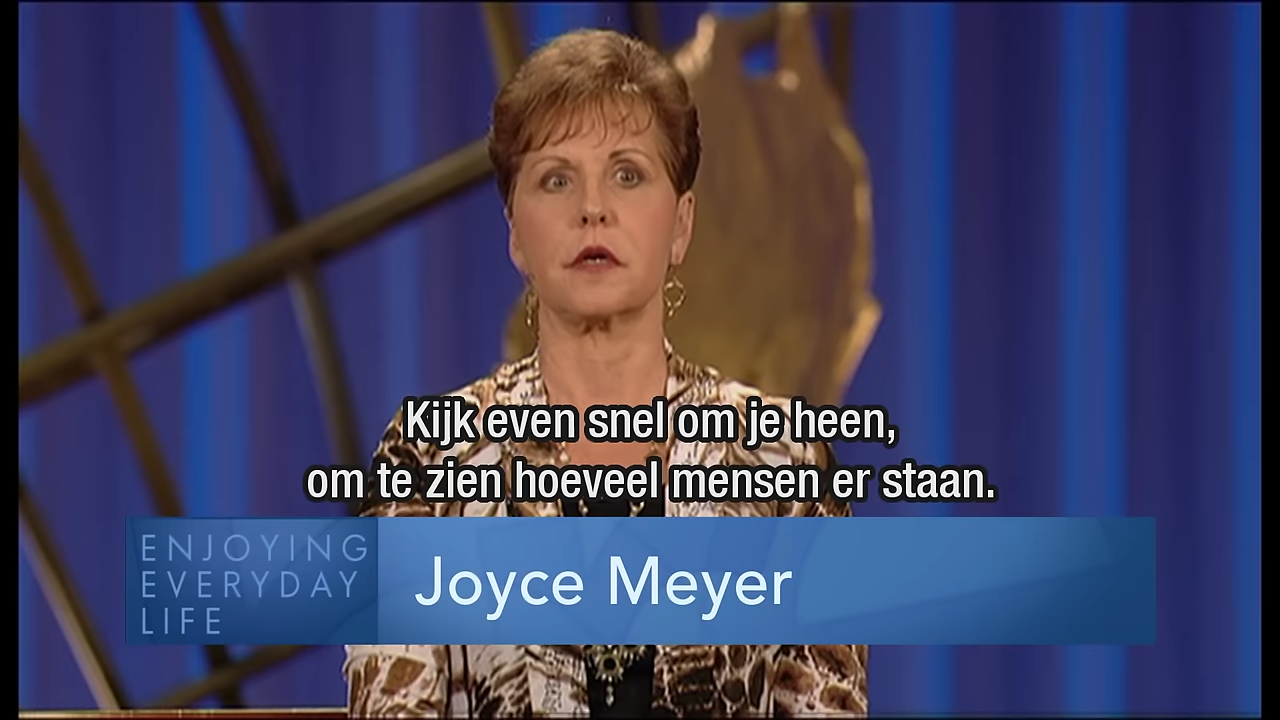 Kijk even snel om je heen,
om te zien hoeveel mensen er staan.
ENJOYING
EVERYDAY
LIFE
Joyce Meyer